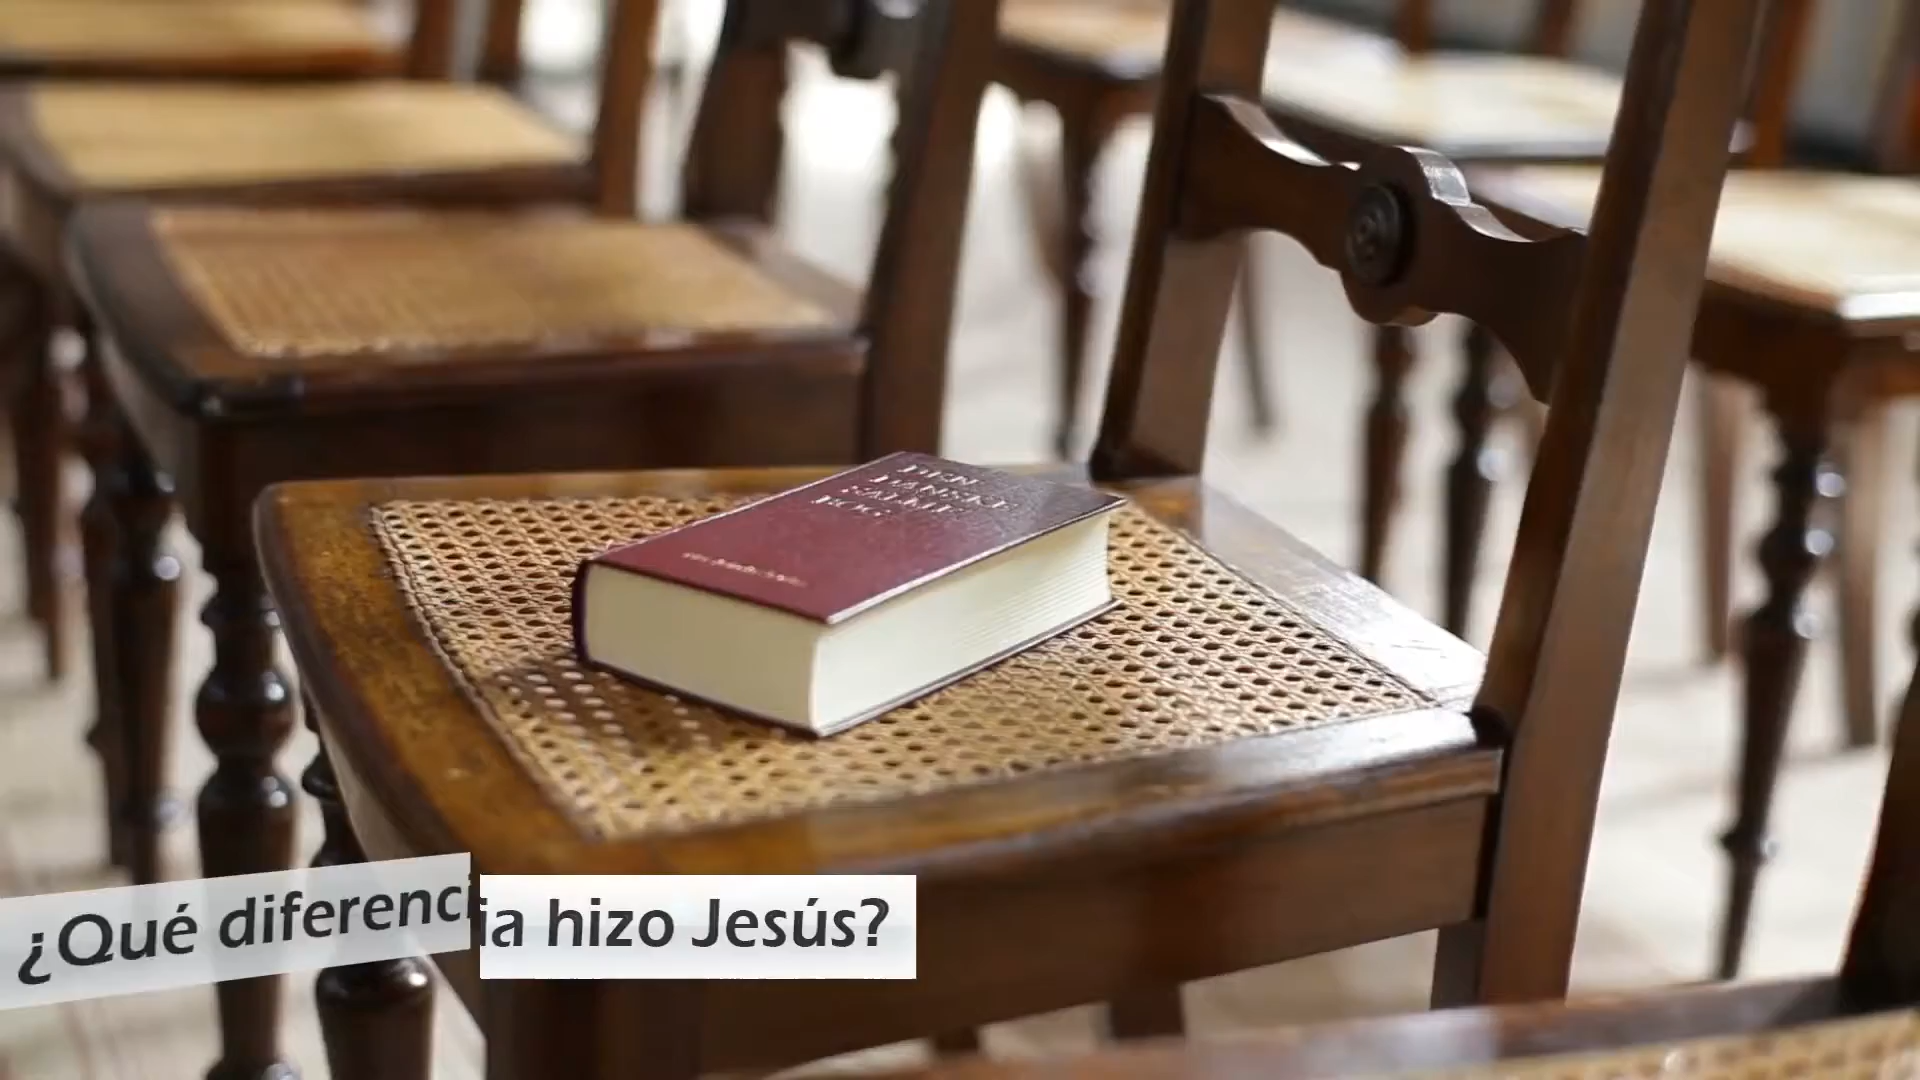 DEN
DANSKE
SALME
BOG
¿Qué diferencia hizo Jesús?